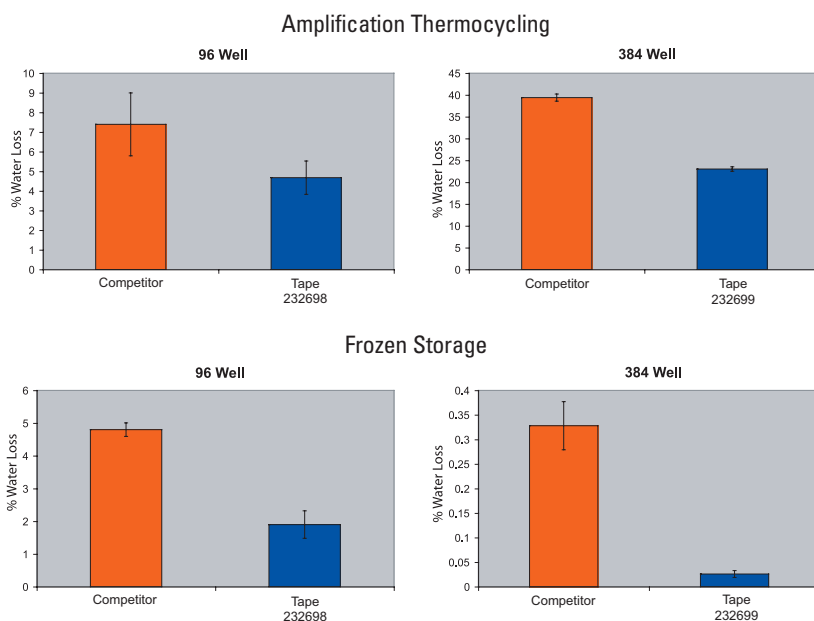 Amplification Thermocycling
96 Well
% Water Loss
10
9
8
7
6
5
4
3
2
1
0
Competitor
Tape
232698
384 Well
% Water Loss
45
40
35
30
25
20
15
10
5
0
Competitor
Tape
232699
Frozen Storage
96 Well
% Water Loss
6
5
4
3
2
1
0
Competitor
Tape
232698
384 Well
% Water Loss
0.4
0.35
0.3
0.25
0.2
0.15
0.1
0.05
0
Competitor
Tape
232699